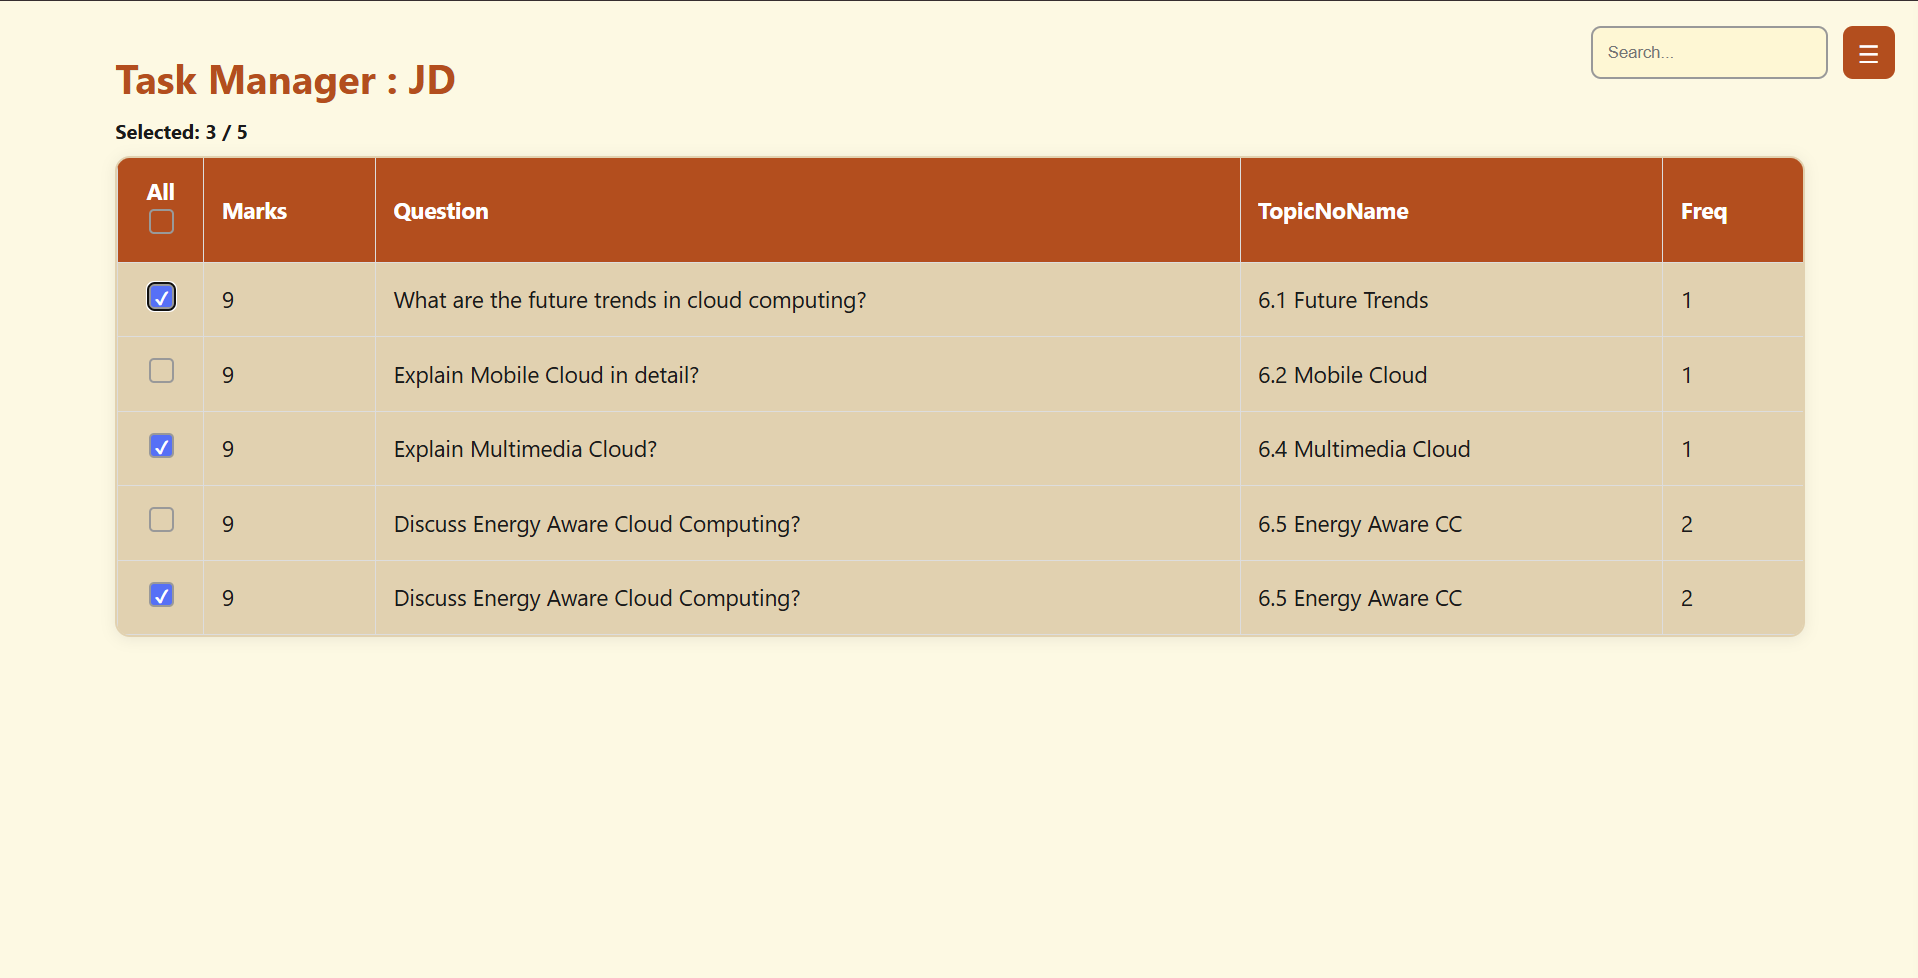 Search...
Task Manager : JD
Selected: 3 / 5
All Marks Question TopicNoName Freq
9 What are the future trends in cloud computing? 6.1 Future Trends 1
9 Explain Mobile Cloud in detail? 6.2 Mobile Cloud 1
9 Explain Multimedia Cloud? 6.4 Multimedia Cloud 1
9 Discuss Energy Aware Cloud Computing? 6.5 Energy Aware CC 2
9 Discuss Energy Aware Cloud Computing? 6.5 Energy Aware CC 2